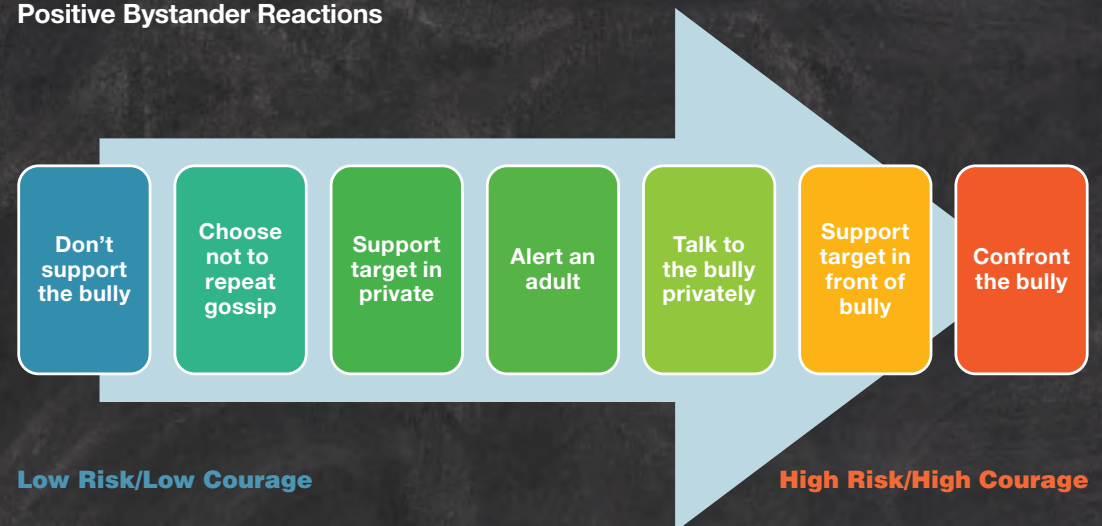 Positive Bystander Reactions
Don’t
support
the bully
Choose
not to
repeat
gossip
Support
target in
private
Alert an
adult
Talk to
the bully
privately
Support
target in
front of
bully
Confront
the bully
Low Risk/Low Courage
High Risk/High Courage